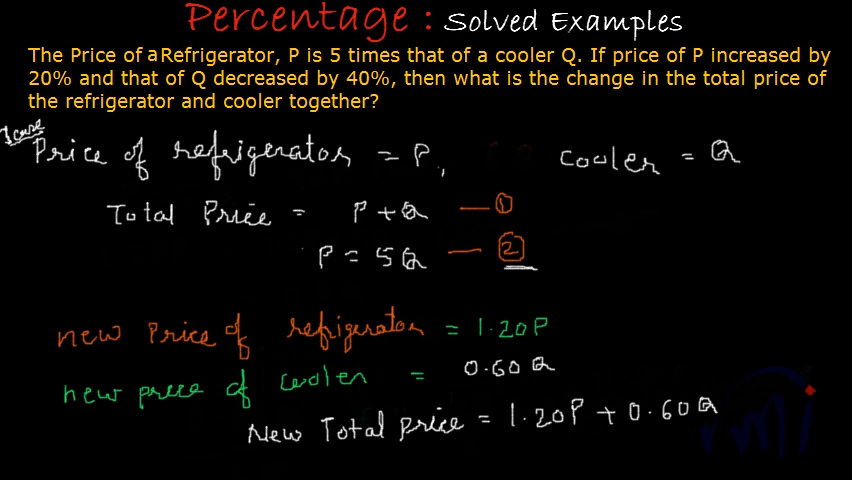 Percentage : Solved Examples
The Price of a Refrigerator, P is 5 times that of a cooler Q. If price of P increased by
20% and that of Q decreased by 40%, then what is the change in the total price of
the refrigerator and cooler together?
1 case
Price of refrigerator = P, cooler = Q
Total Price = P + Q — ①
P = 5Q — ②
new Price of refrigerator = 1.20P
new price of cooler = 0.60Q
New Total price = 1.20P + 0.60Q